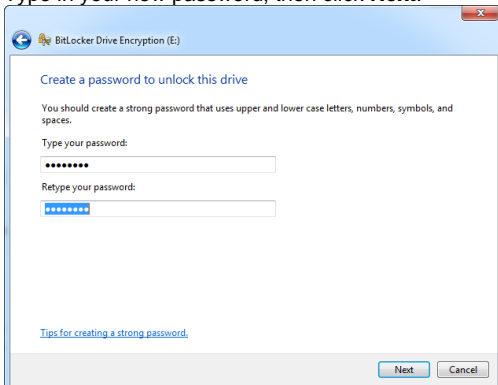 Type in your new password, then click Next.
BitLocker Drive Encryption (E:)
Create a password to unlock this drive
You should create a strong password that uses upper and lower case letters, numbers, symbols, and
spaces.
Type your password:
••••••••
Retype your password:
••••••••
Tips for creating a strong password.
Next Cancel